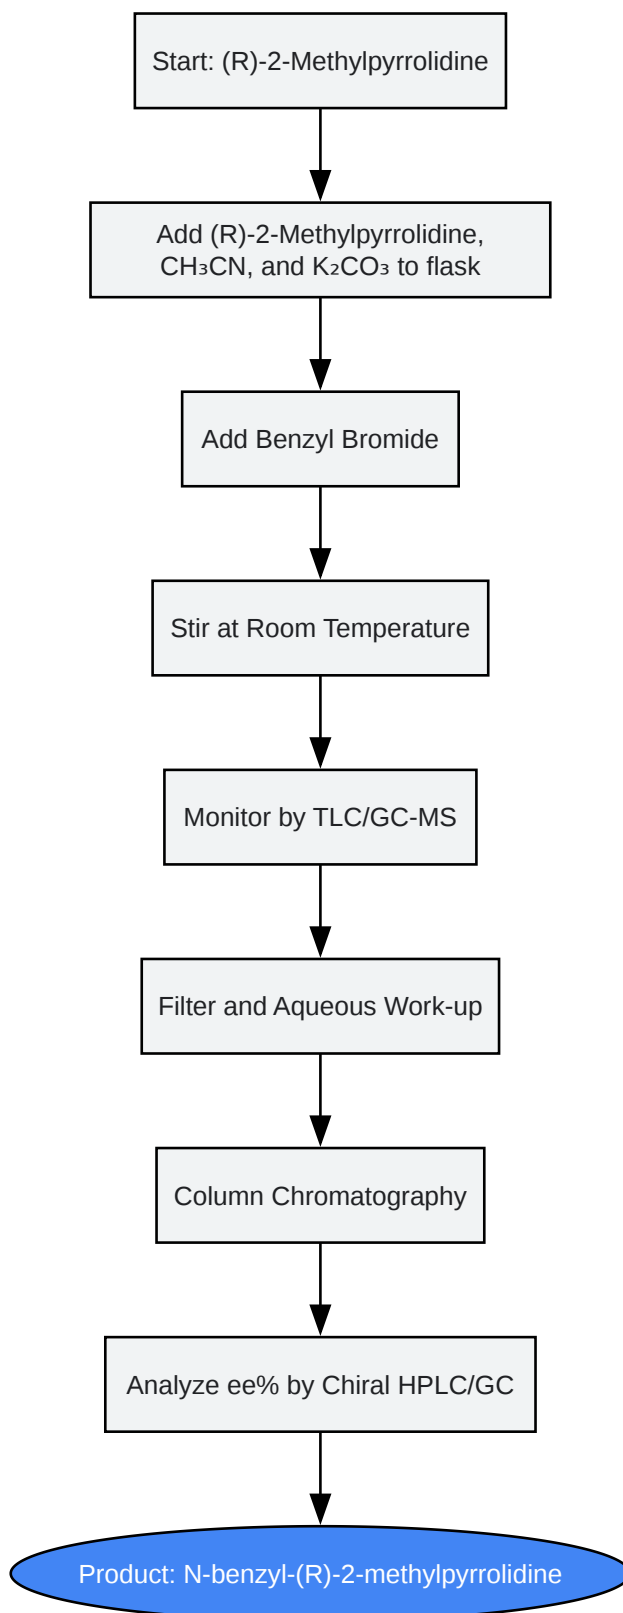 Start: (R)-2-Methylpyrrolidine
Add (R)-2-Methylpyrrolidine,
CH₃CN, and K₂CO₃ to flask
Add Benzyl Bromide
Stir at Room Temperature
Monitor by TLC/GC-MS
Filter and Aqueous Work-up
Column Chromatography
Analyze ee% by Chiral HPLC/GC
Product: N-benzyl-(R)-2-methylpyrrolidine